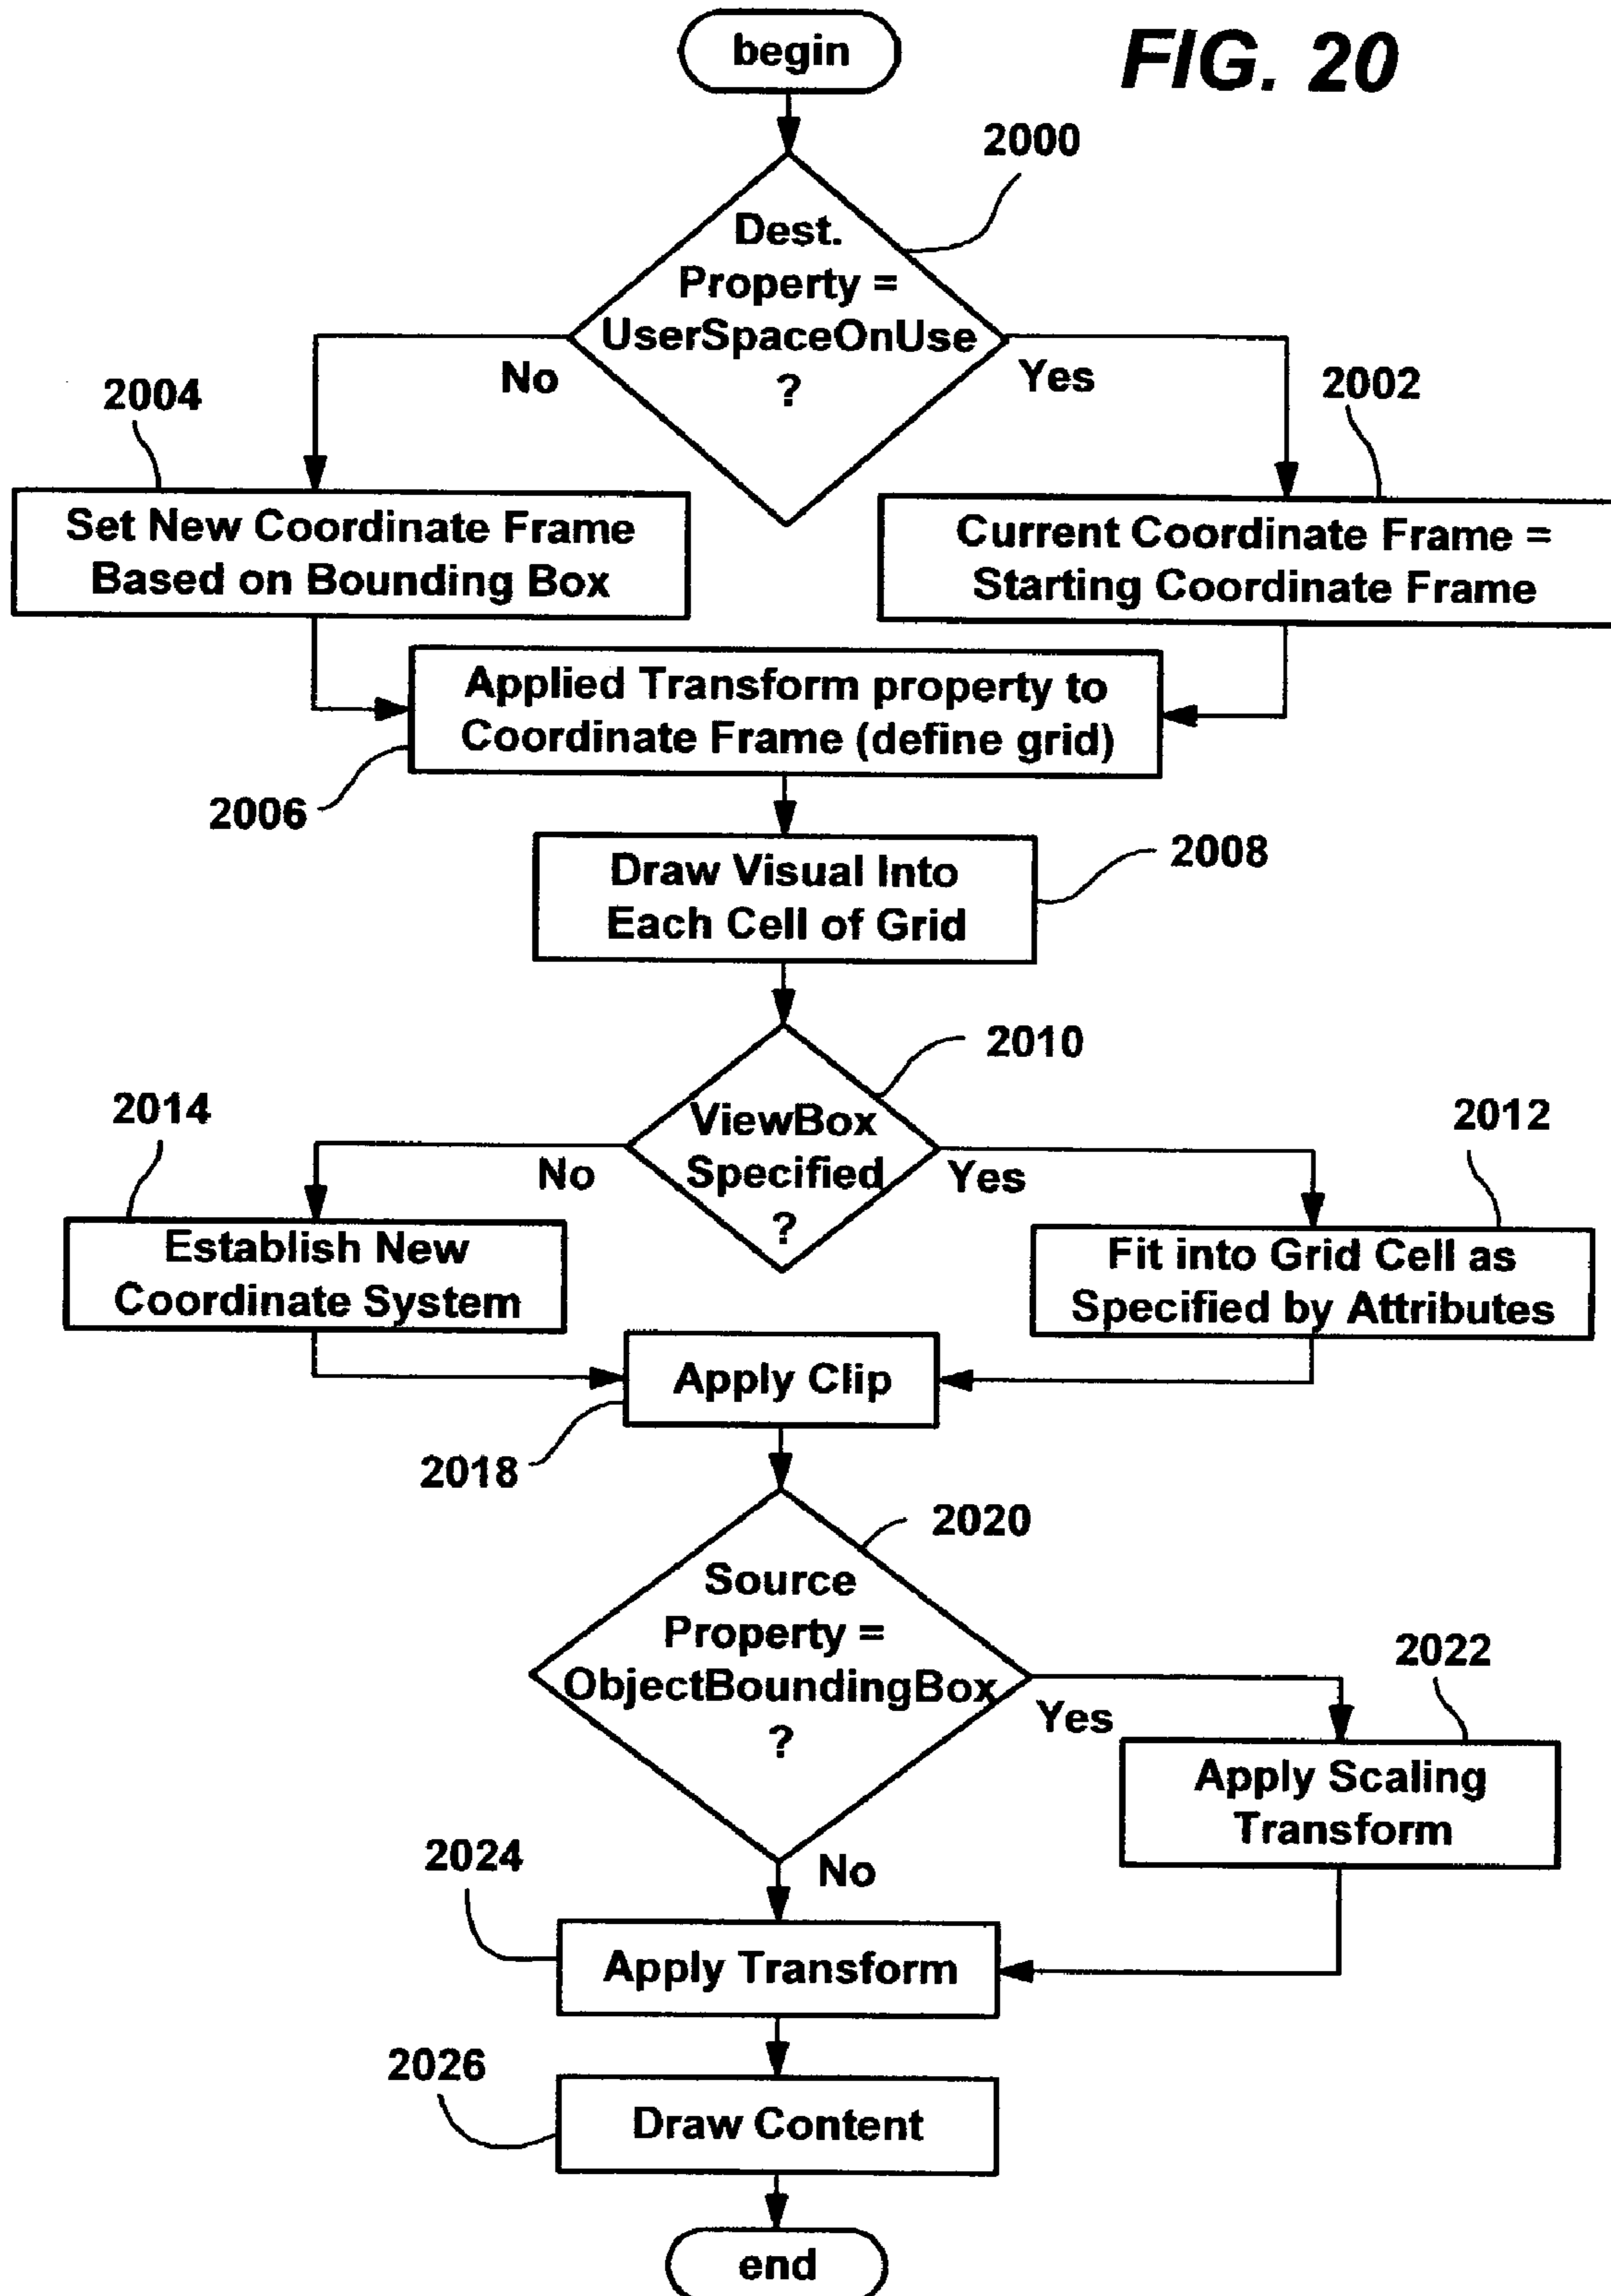 FIG. 20
begin
2000
Dest.
Property =
UserSpaceOnUse
?
No
Yes
2004
2002
Set New Coordinate Frame
Based on Bounding Box
Current Coordinate Frame =
Starting Coordinate Frame
Applied Transform property to
Coordinate Frame (define grid)
2006
Draw Visual Into
Each Cell of Grid
2008
2010
ViewBox
Specified
?
No
Yes
2014
2012
Establish New
Coordinate System
Fit into Grid Cell as
Specified by Attributes
Apply Clip
2018
2020
Source
Property =
ObjectBoundingBox
?
Yes
No
2022
Apply Scaling
Transform
2024
Apply Transform
2026
Draw Content
end